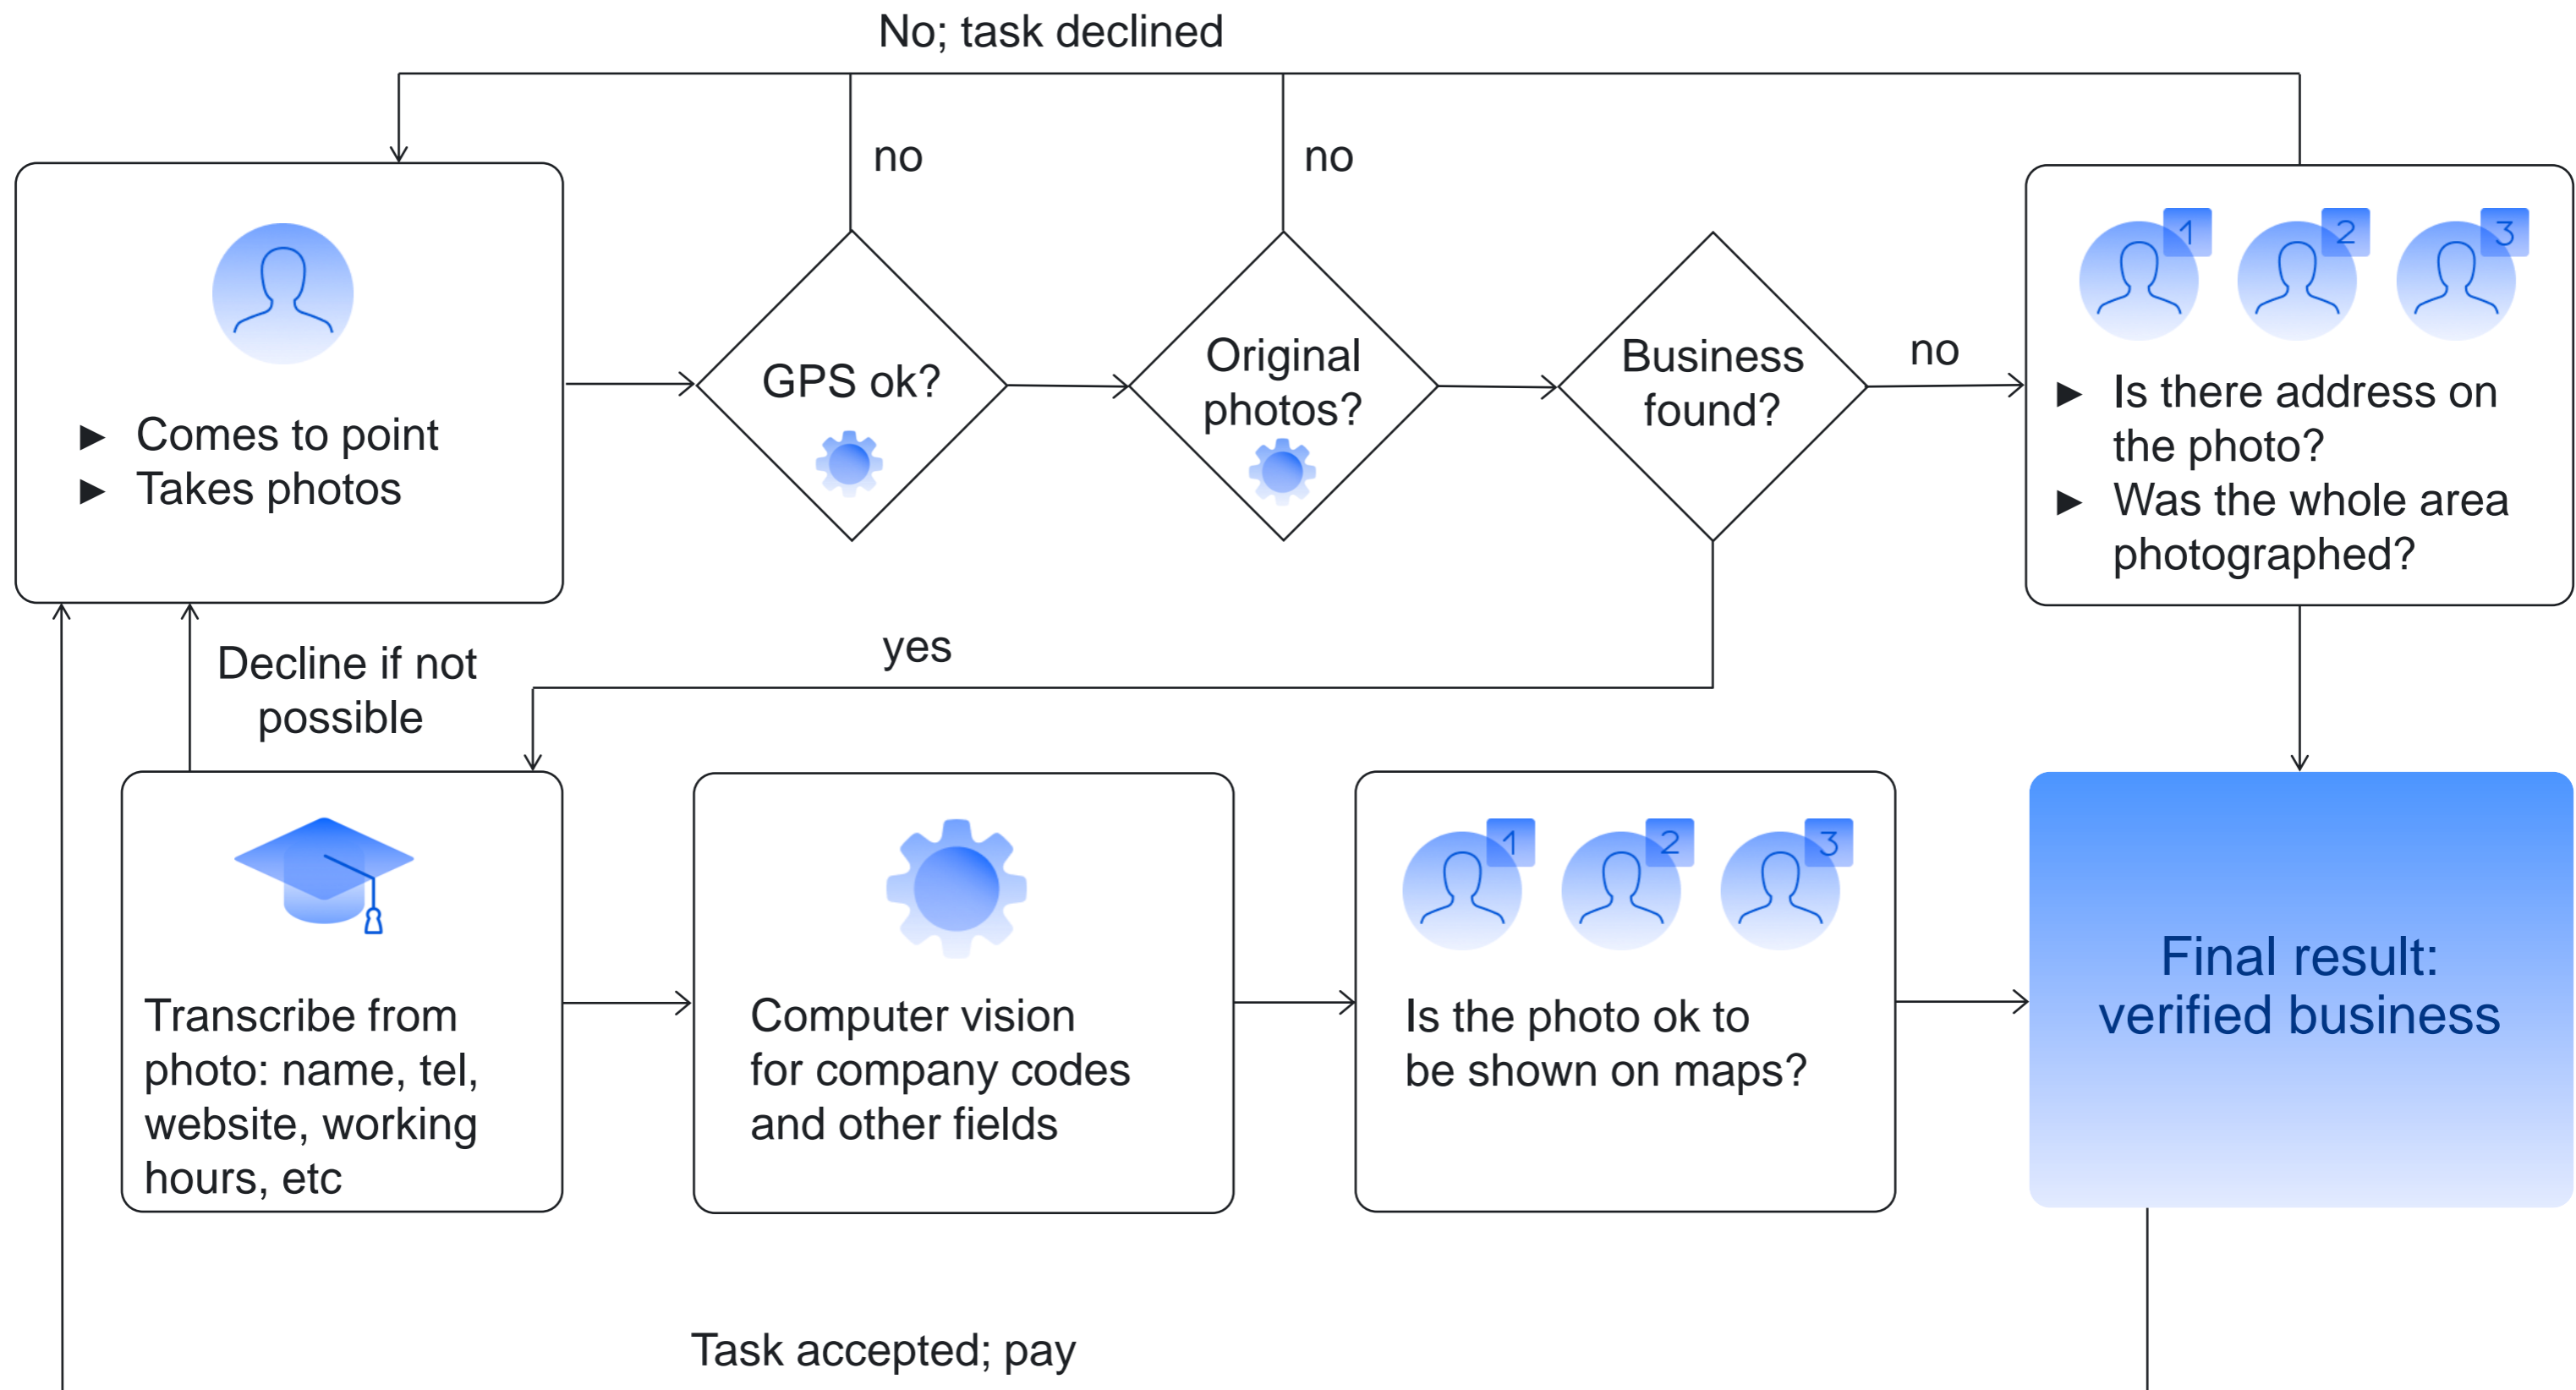 No; task declined
no
no
1
2
3
► Comes to point
► Takes photos
GPS ok?
Original
photos?
Business
found?
no
► Is there address on
the photo?
► Was the whole area
photographed?
yes
Decline if not
possible
Transcribe from
photo: name, tel,
website, working
hours, etc
Computer vision
for company codes
and other fields
1
2
3
Is the photo ok to
be shown on maps?
Final result:
verified business
Task accepted; pay